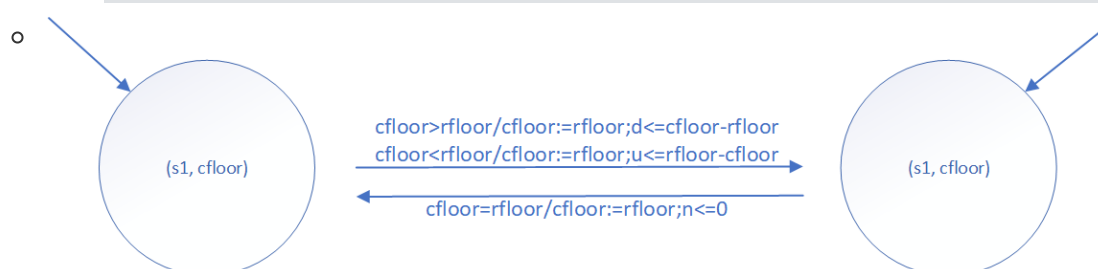 cfloor>rfloor/cfloor:=rfloor;d<=cfloor-rfloor
cfloor<rfloor/cfloor:=rfloor;u<=rfloor-cfloor
(s1, cfloor)
(s1, cfloor)
cfloor=rfloor/cfloor:=rfloor;n<=0